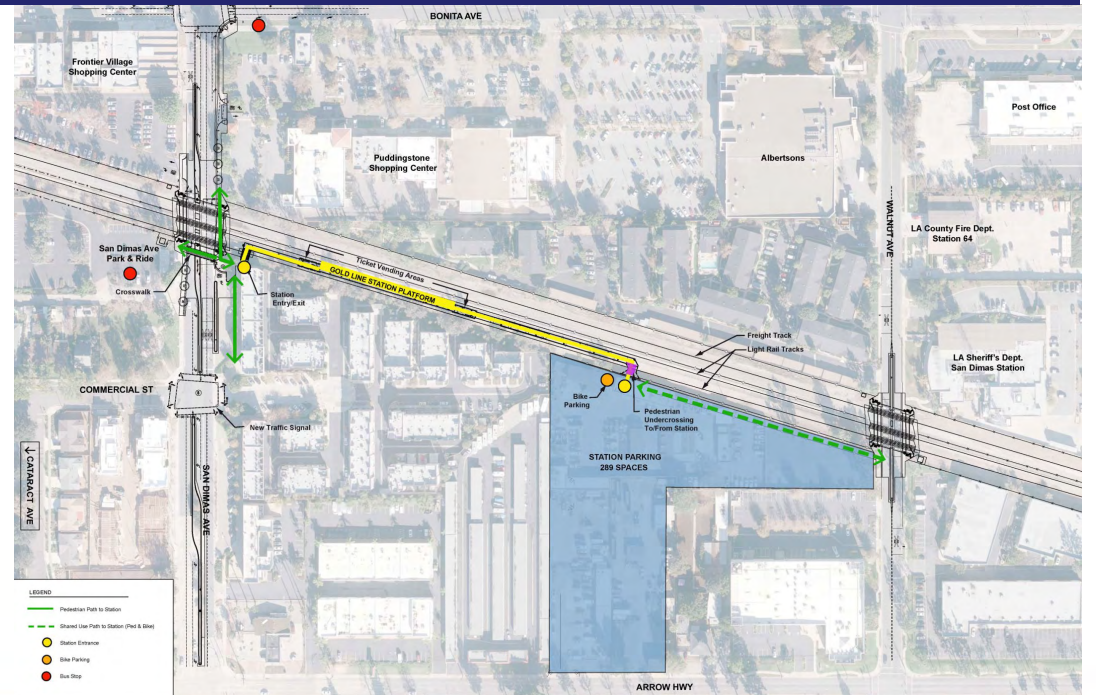 BONITA AVE
Frontier Village
Shopping Center
Post Office
Puddingstone
Shopping Center
Albertsons
WALNUT AVE
LA County Fire Dept.
Station 64
San Dimas Ave
Park & Ride
Crosswalk
Ticket Vending Areas
GOLD LINE STATION PLATFORM
Station
Entry/Exit
Freight Track
Light Rail Tracks
LA Sheriff's Dept.
San Dimas Station
COMMERCIAL ST
Bike
Parking
Pedestrian
Undercrossing
To/From Station
New Traffic Signal
STATION PARKING
289 SPACES
↓ CATARACT AVE
SAN DIMAS AVE
LEGEND
Pedestrian Path to Station
Shared Use Path to Station (Ped & Bike)
Station Entrance
Bike Parking
Bus Stop
ARROW HWY